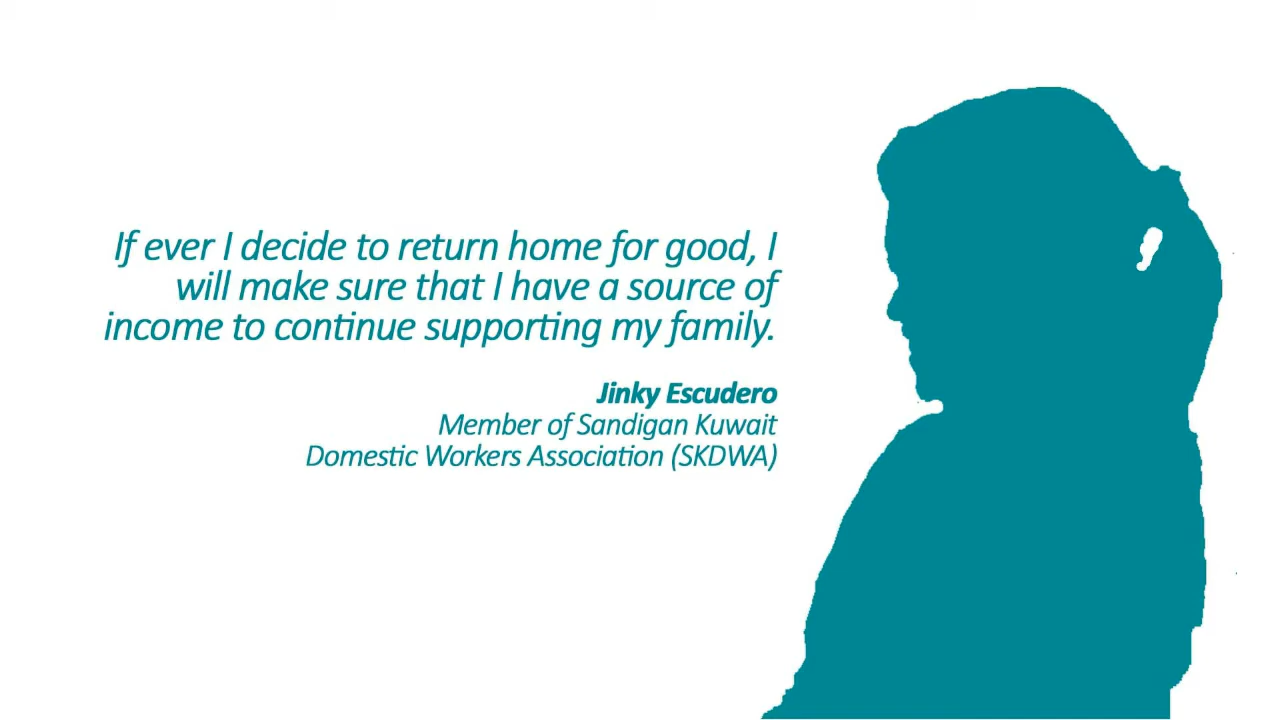 If ever I decide to return home for good, I
will make sure that I have a source of
income to continue supporting my family.
Jinky Escudero
Member of Sandigan Kuwait
Domestic Workers Association (SKDWA)